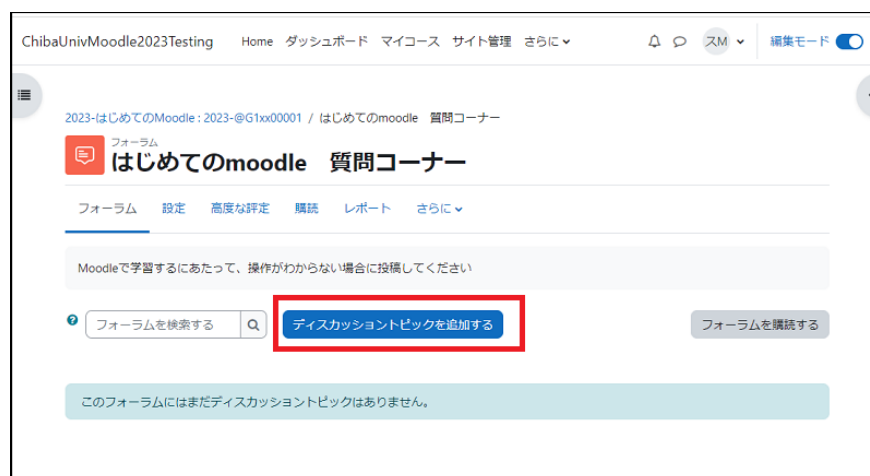 ChibaUnivMoodle2023Testing Home ダッシュボード マイコース サイト管理 さらに スM 編集モード
2023-はじめてのMoodle : 2023-@G1xx00001 / はじめてのmoodle 質問コーナー
フォーラム
はじめてのmoodle 質問コーナー
フォーラム 設定 高度な評定 購読 レポート さらに
Moodleで学習するにあたって、操作がわからない場合に投稿してください
フォーラムを検索する ディスカッショントピックを追加する フォーラムを購読する
このフォーラムにはまだディスカッショントピックはありません。